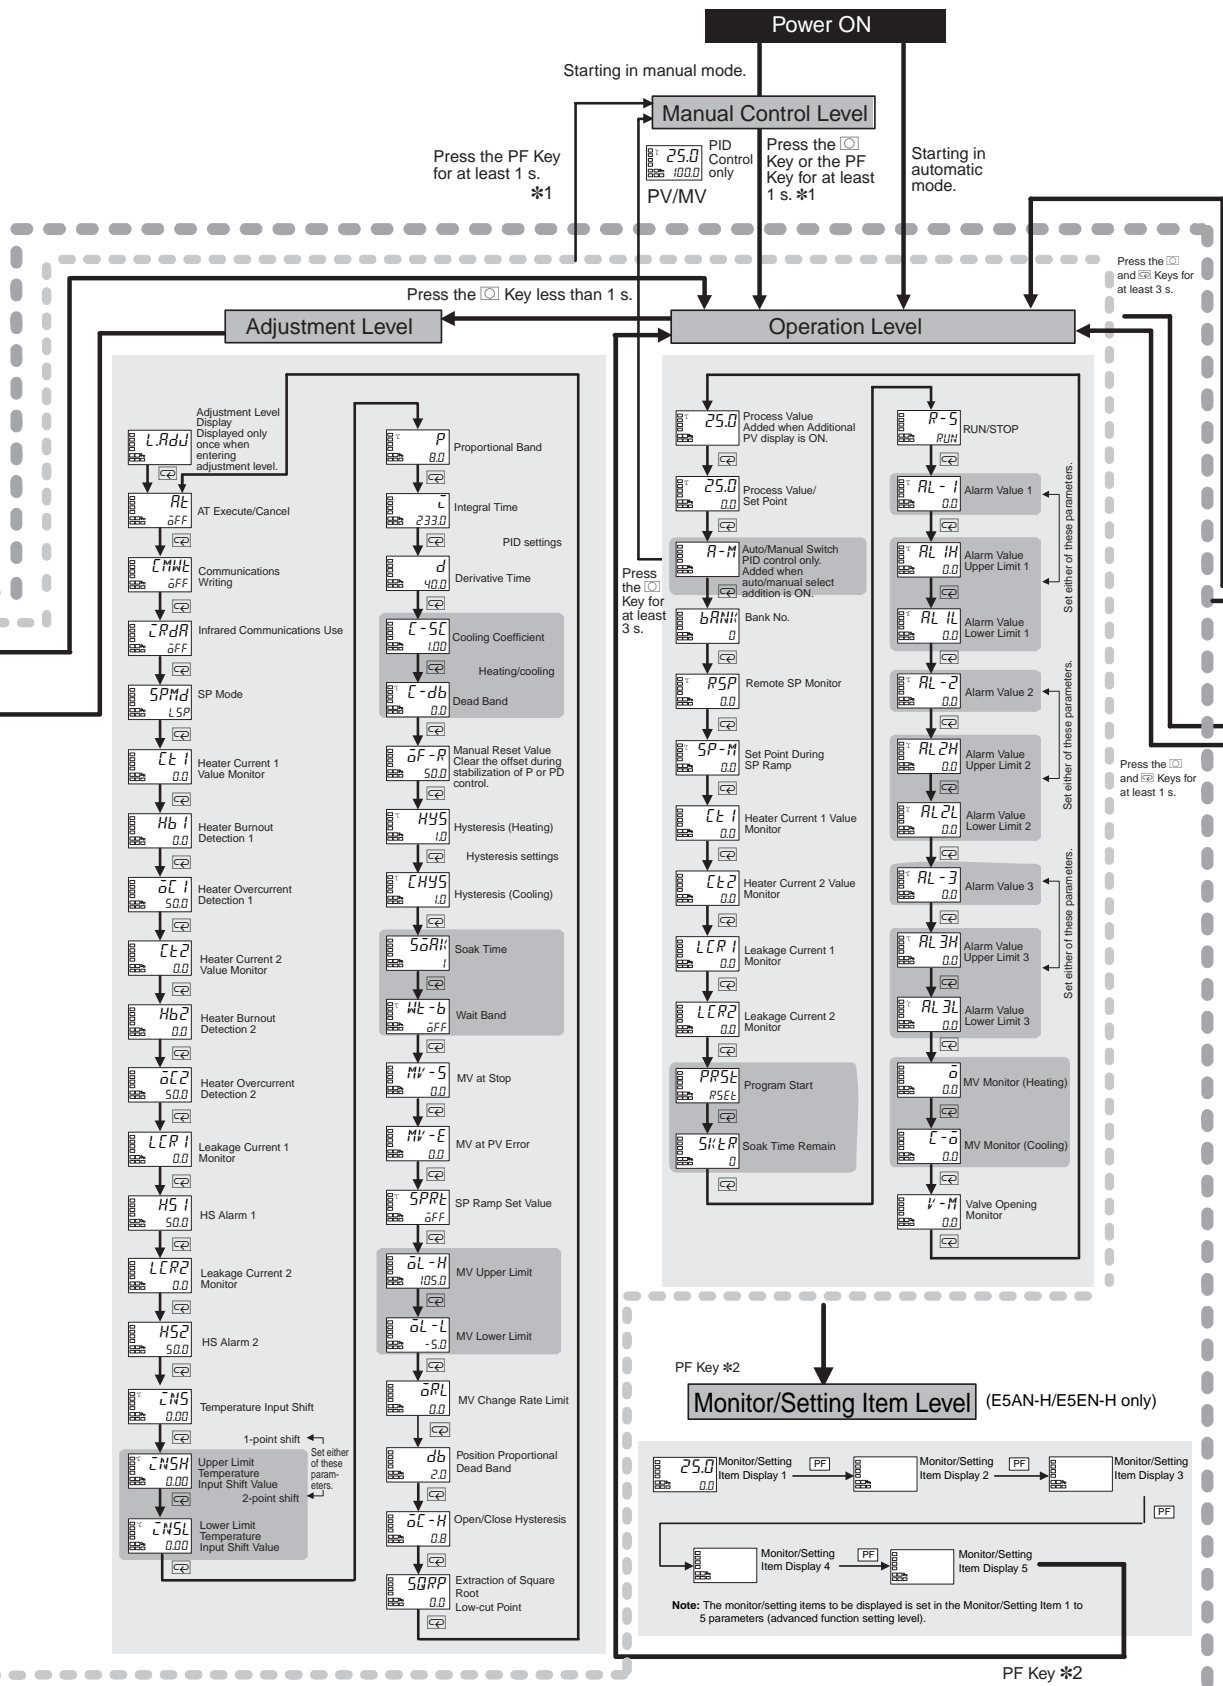 Power ON
Starting in manual mode.
Manual Control Level
Press the PF Key
for at least 1 s.
✽1
25.0
100.0
PID
Control
only
PV/MV
Press the
Key or the PF
Key for at least
1 s. ✽1
Starting in
automatic
mode.
Press the
and Keys for
at least 3 s.
Press the Key less than 1 s.
Adjustment Level
Operation Level
L.AdJ
Adjustment Level
Display
Displayed only
once when
entering
adjustment level.
At
oFF
AT Execute/Cancel
CMWt
oFF
Communications
Writing
iRdA
oFF
Infrared Communications Use
SPMd
LSP
SP Mode
Ct1
0.0
Heater Current 1
Value Monitor
Hb1
0.0
Heater Burnout
Detection 1
oC1
50.0
Heater Overcurrent
Detection 1
Ct2
0.0
Heater Current 2
Value Monitor
Hb2
0.0
Heater Burnout
Detection 2
oC2
50.0
Heater Overcurrent
Detection 2
LCR1
0.0
Leakage Current 1
Monitor
HS1
50.0
HS Alarm 1
LCR2
0.0
Leakage Current 2
Monitor
HS2
50.0
HS Alarm 2
iNS
0.00
Temperature Input Shift
1-point shift
Set either
of these
param-
eters.
iNSH
0.00
Upper Limit
Temperature
Input Shift Value
2-point shift
iNSL
0.00
Lower Limit
Temperature
Input Shift Value
P
8.0
Proportional Band
i
233.0
Integral Time
PID settings
d
40.0
Derivative Time
C-SC
1.00
Cooling Coefficient
Heating/cooling
C-db
0.0
Dead Band
oF-R
50.0
Manual Reset Value
Clear the offset during
stabilization of P or PD
control.
HYS
1.0
Hysteresis (Heating)
Hysteresis settings
CHYS
1.0
Hysteresis (Cooling)
SoAK
1
Soak Time
Wt-b
oFF
Wait Band
MV-S
0.0
MV at Stop
MV-E
0.0
MV at PV Error
SPRt
oFF
SP Ramp Set Value
oL-H
105.0
MV Upper Limit
oL-L
-5.0
MV Lower Limit
oRL
0.0
MV Change Rate Limit
db
2.0
Position Proportional
Dead Band
oC-H
0.8
Open/Close Hysteresis
SQRP
0.0
Extraction of Square
Root
Low-cut Point
Press
the
Key for
at least
3 s.
25.0
Process Value
Added when Additional
PV display is ON.
25.0
0.0
Process Value/
Set Point
A-M
Auto/Manual Switch
PID control only.
Added when
auto/manual select
addition is ON.
bANK
0
Bank No.
RSP
0.0
Remote SP Monitor
SP-M
0.0
Set Point During
SP Ramp
Ct1
0.0
Heater Current 1 Value
Monitor
Ct2
0.0
Heater Current 2 Value
Monitor
LCR1
0.0
Leakage Current 1
Monitor
LCR2
0.0
Leakage Current 2
Monitor
PRSt
RSEt
Program Start
SKtR
0
Soak Time Remain
R-S
RUN
RUN/STOP
AL-1
0.0
Alarm Value 1
AL1H
0.0
Alarm Value
Upper Limit 1
AL1L
0.0
Alarm Value
Lower Limit 1
Set either of these parameters.
AL-2
0.0
Alarm Value 2
AL2H
0.0
Alarm Value
Upper Limit 2
AL2L
0.0
Alarm Value
Lower Limit 2
Set either of these parameters.
AL-3
0.0
Alarm Value 3
AL3H
0.0
Alarm Value
Upper Limit 3
AL3L
0.0
Alarm Value
Lower Limit 3
Set either of these parameters.
o
0.0
MV Monitor (Heating)
C-o
0.0
MV Monitor (Cooling)
V-M
0.0
Valve Opening
Monitor
Press the
and Keys for
at least 1 s.
PF Key ✽2
Monitor/Setting Item Level
(E5AN-H/E5EN-H only)
25.0
0.0
Monitor/Setting
Item Display 1
PF
Monitor/Setting
Item Display 2
PF
Monitor/Setting
Item Display 3
PF
Monitor/Setting
Item Display 4
PF
Monitor/Setting
Item Display 5
Note: The monitor/setting items to be displayed is set in the Monitor/Setting Item 1 to
5 parameters (advanced function setting level).
PF Key ✽2